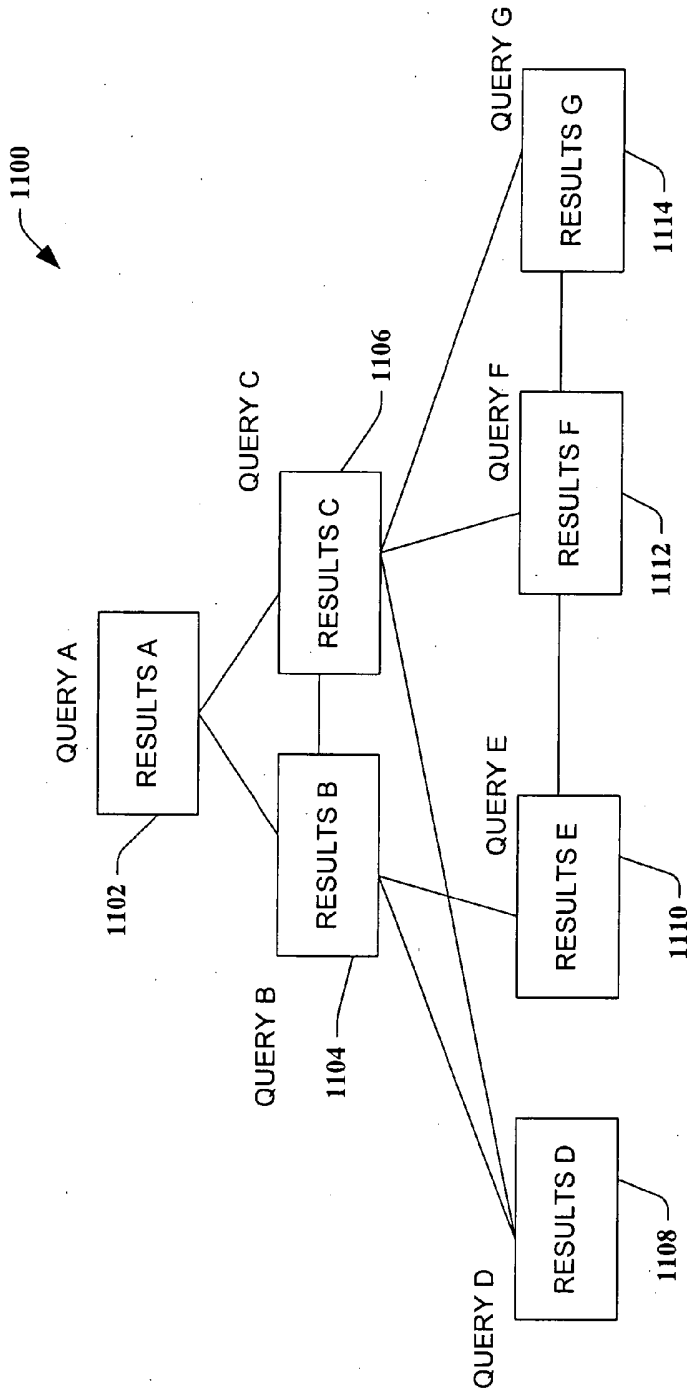 1100
QUERY A
RESULTS A
1102
QUERY B
RESULTS B
1104
QUERY C
RESULTS C
1106
QUERY D
RESULTS D
1108
QUERY E
RESULTS E
1110
QUERY F
RESULTS F
1112
QUERY G
RESULTS G
1114